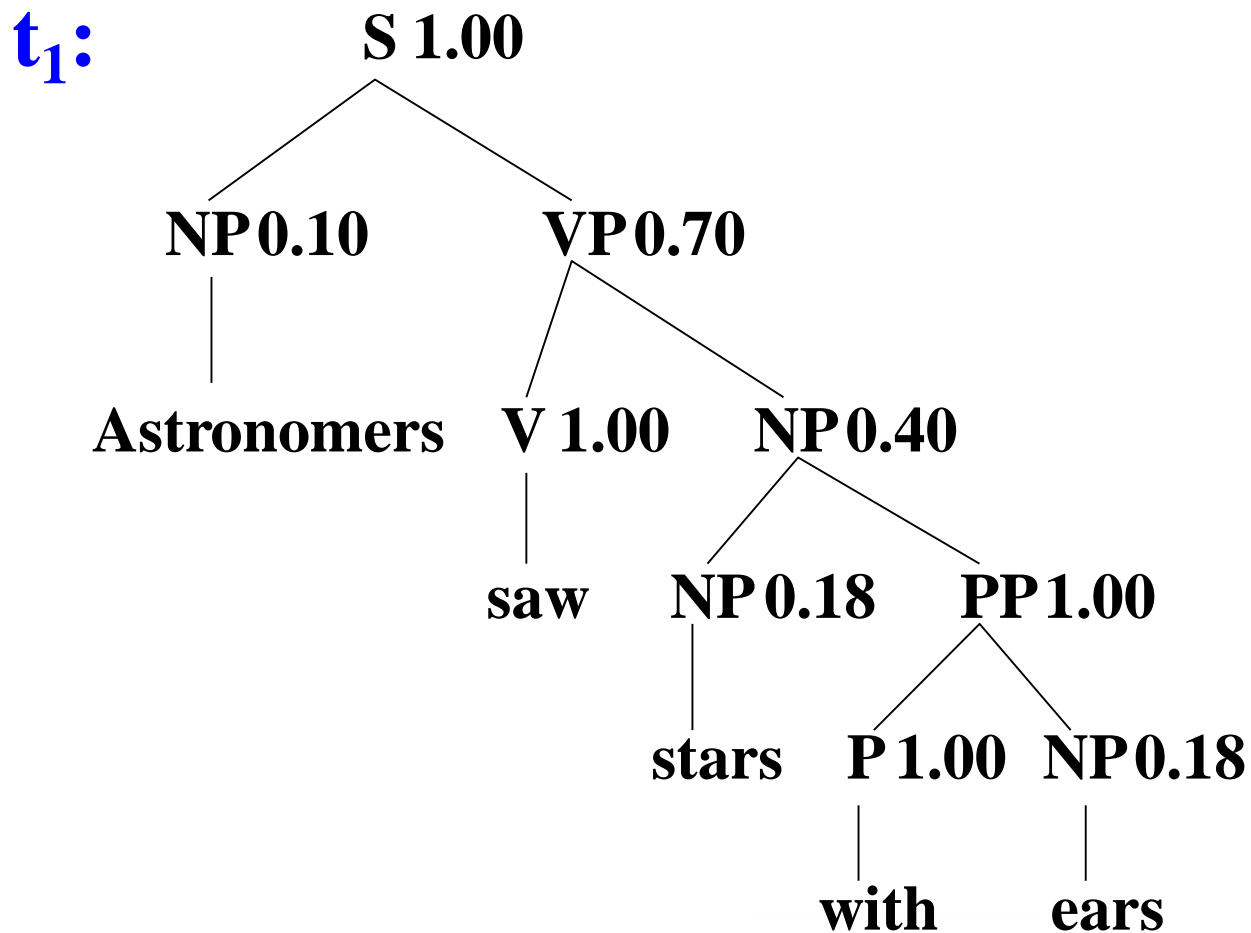 t1: S 1.00
NP 0.10 VP 0.70
Astronomers V 1.00 NP 0.40
saw NP 0.18 PP 1.00
stars P 1.00 NP 0.18
with ears